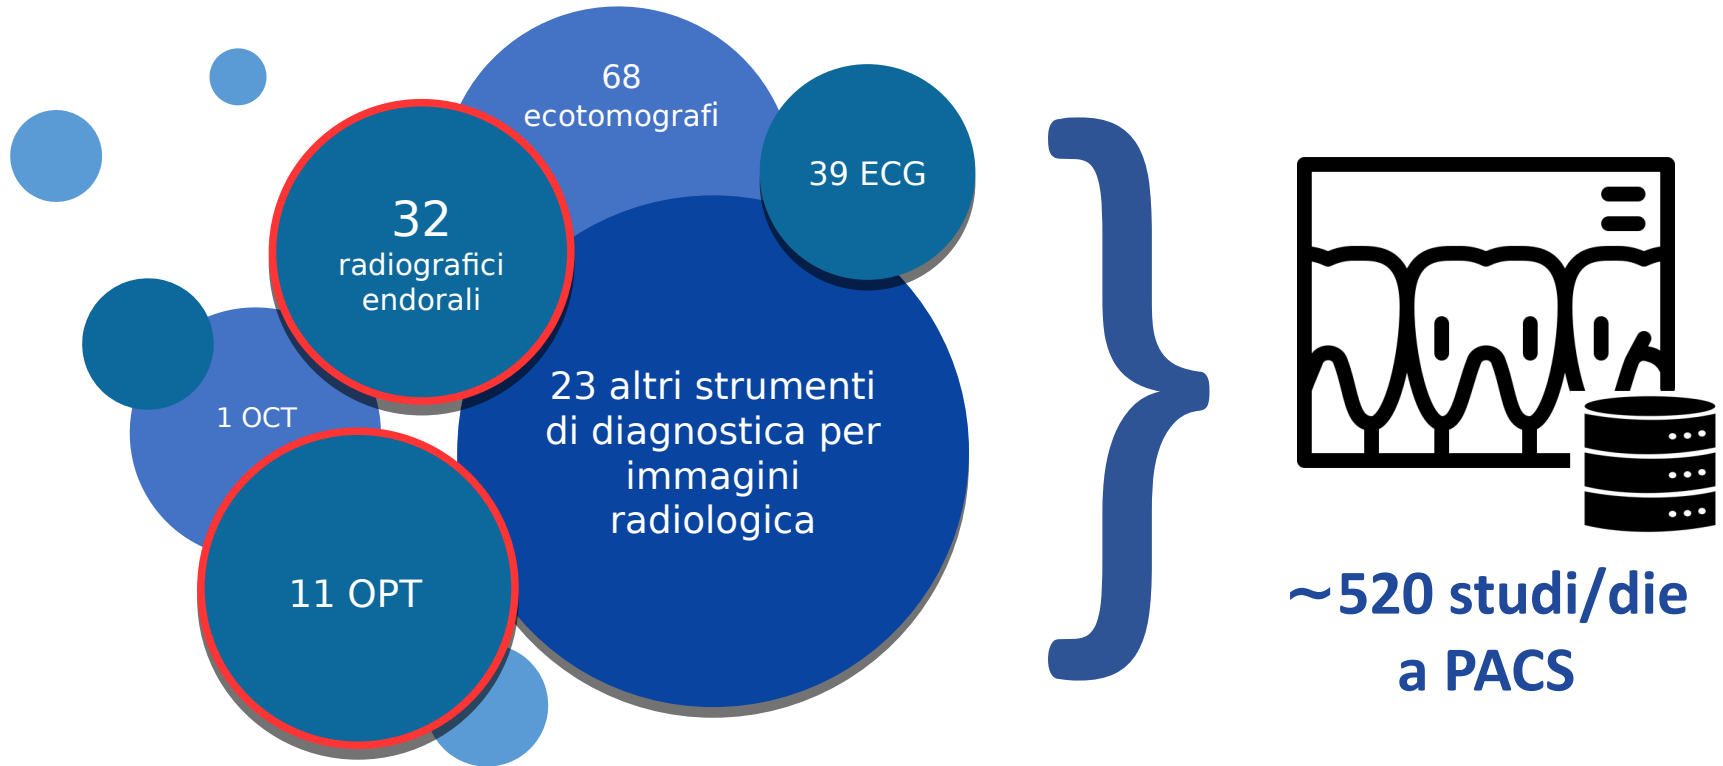 68
ecotomografi
39 ECG
32
radiografici
endorali
23 altri strumenti
di diagnostica per
immagini
radiologica
1 OCT
11 OPT
~520 studi/die
a PACS